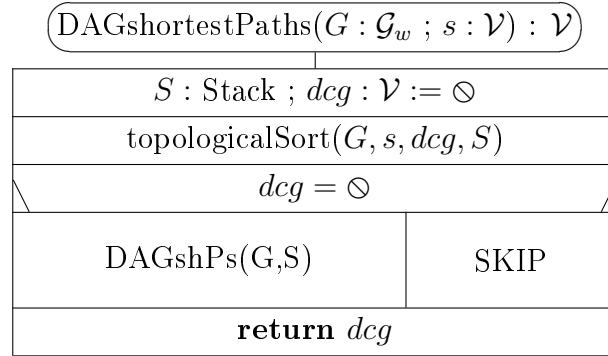 DAGshortestPaths(G : 𝒢_w ; s : 𝒱) : 𝒱
S : Stack ; dcg : 𝒱 := ⦸
topologicalSort(G, s, dcg, S)
dcg = ⦸
DAGshPs(G,S) SKIP
return dcg